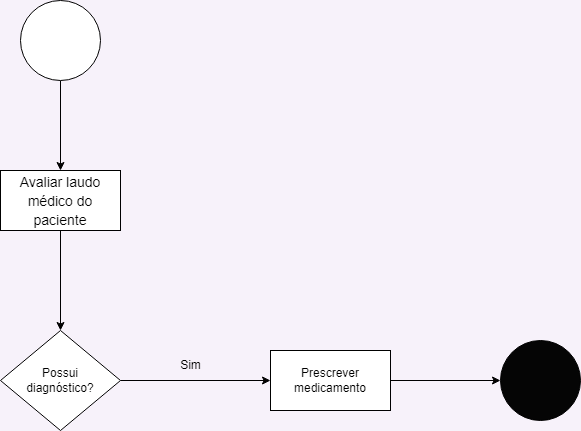 Avaliar laudo
médico do
paciente
Possui
diagnóstico?
Sim
Prescrever
medicamento